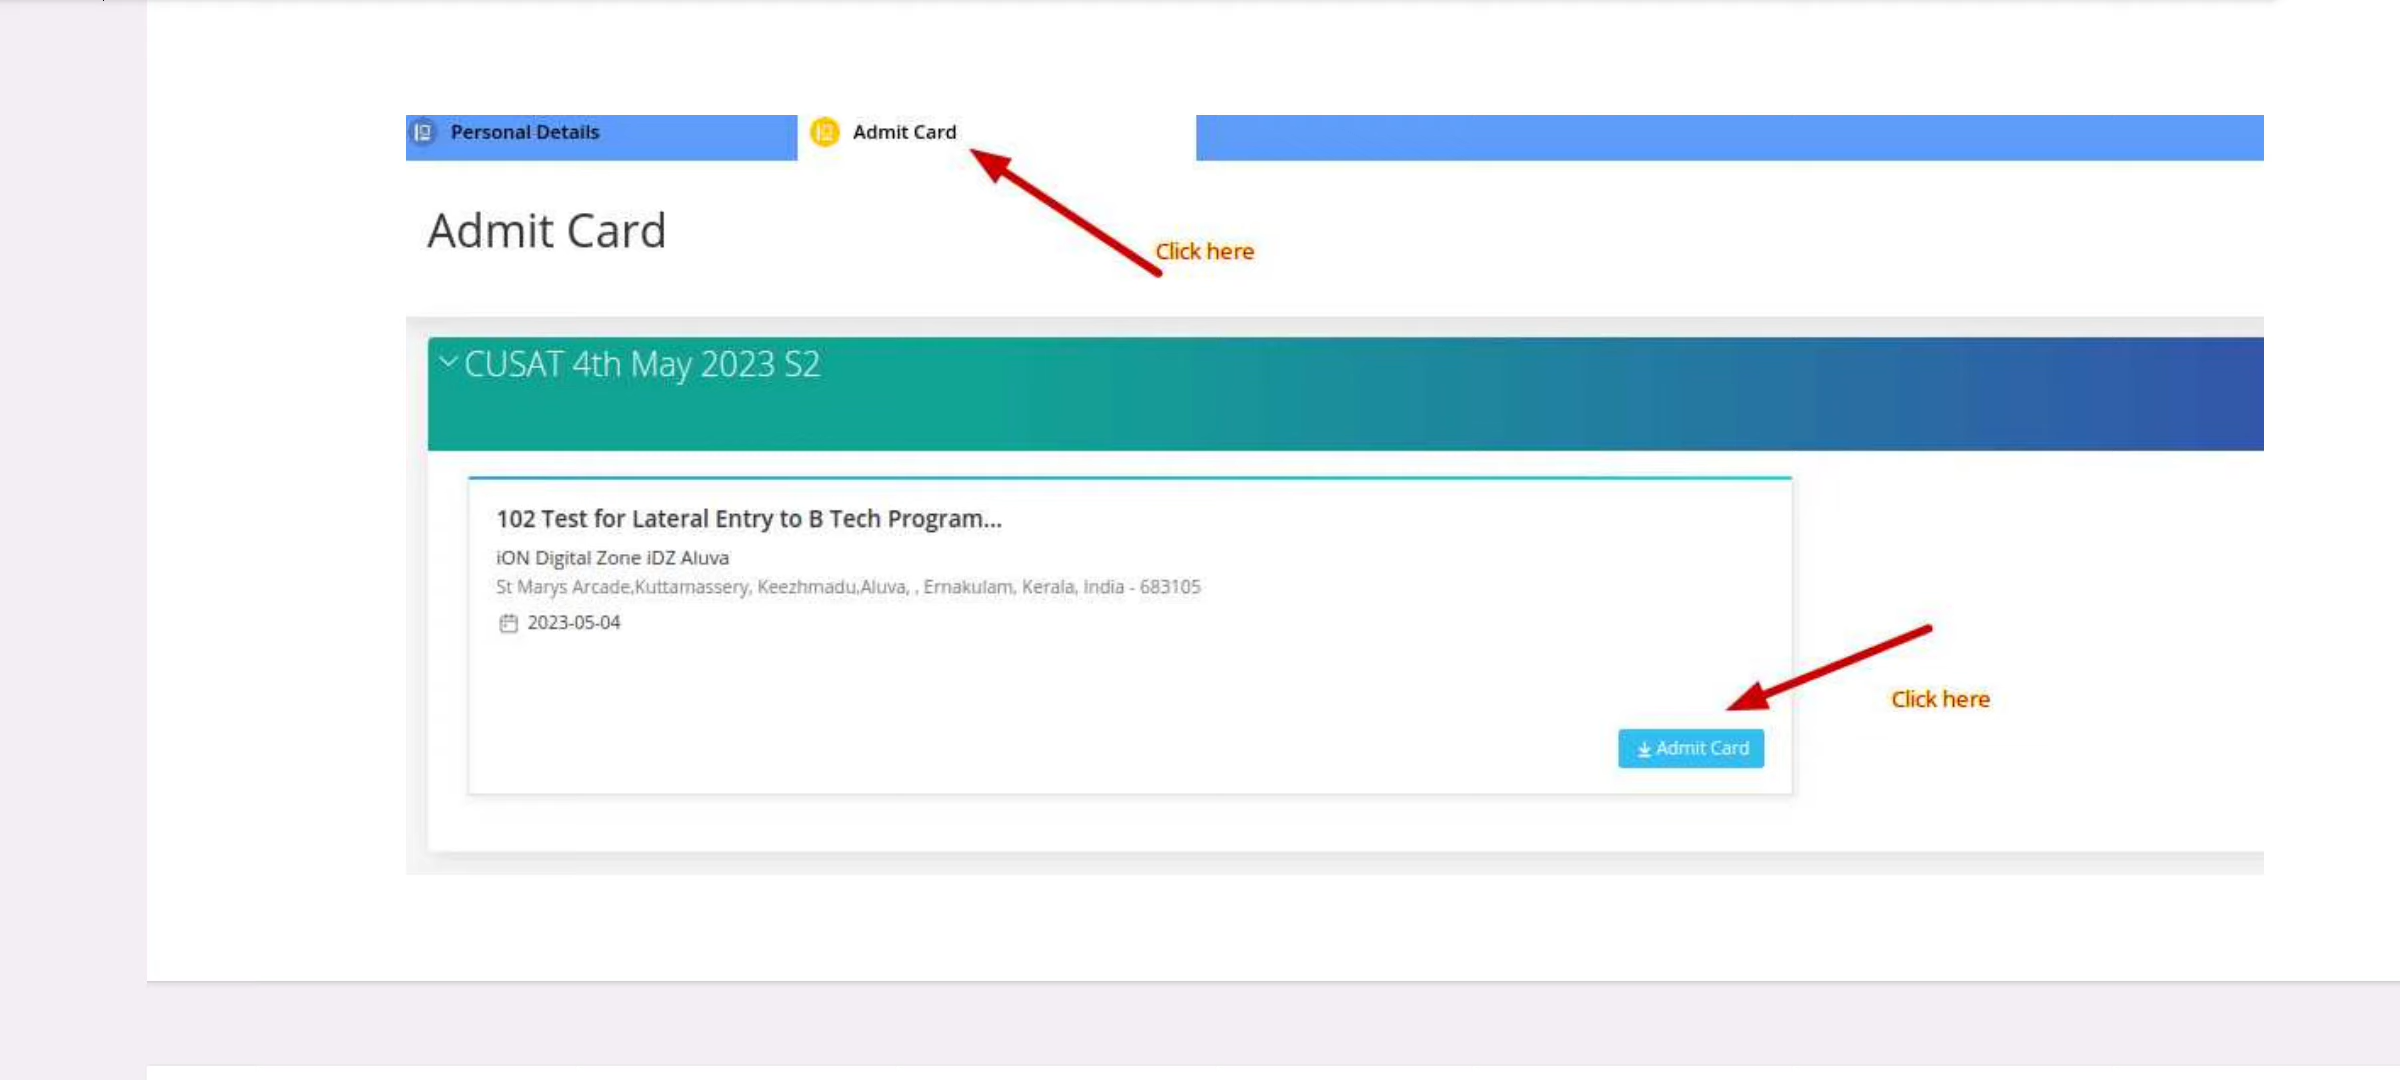 Personal Details
Admit Card
Admit Card
Click here
CUSAT 4th May 2023 S2
102 Test for Lateral Entry to B Tech Program...
iON Digital Zone iDZ Aluva
St Marys Arcade,Kuttamassery, Keezhmadu,Aluva, , Ernakulam, Kerala, India - 683105
2023-05-04
Click here
Admit Card